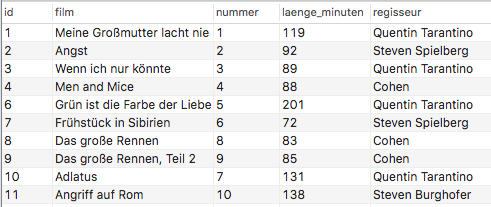 id film nummer laenge_minuten regisseur
1 Meine Großmutter lacht nie 1 119 Quentin Tarantino
2 Angst 2 92 Steven Spielberg
3 Wenn ich nur könnte 3 89 Quentin Tarantino
4 Men and Mice 4 88 Cohen
6 Grün ist die Farbe der Liebe 5 201 Quentin Tarantino
7 Frühstück in Sibirien 6 72 Steven Spielberg
8 Das große Rennen 8 83 Cohen
9 Das große Rennen, Teil 2 9 85 Cohen
10 Adlatus 7 131 Quentin Tarantino
11 Angriff auf Rom 10 138 Steven Burghofer